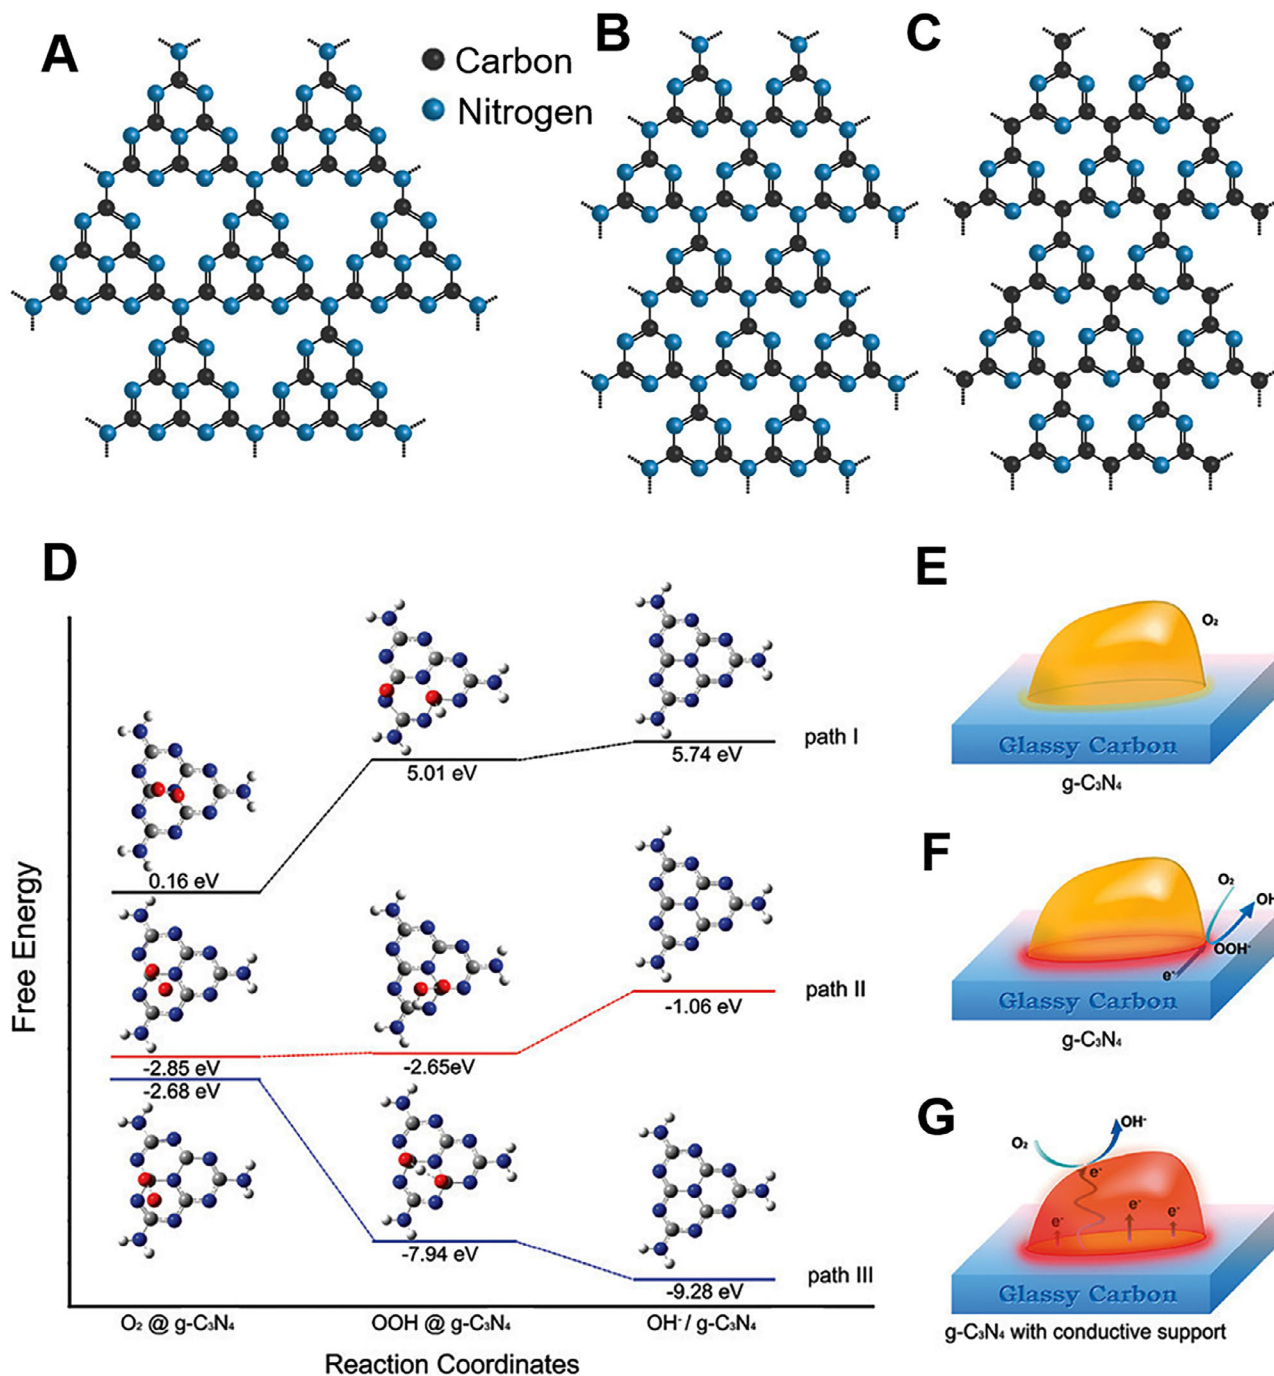 A
Carbon
Nitrogen
B
C
D
Free Energy
path I
0.16 eV
5.01 eV
5.74 eV
path II
-2.85 eV
-2.65eV
-1.06 eV
-2.68 eV
-7.94 eV
-9.28 eV
path III
O₂ @ g-C₃N₄
OOH @ g-C₃N₄
OH⁻/ g-C₃N₄
Reaction Coordinates
E
O₂
Glassy Carbon
g-C₃N₄
F
O₂
OH
OOH⁻
e⁻
Glassy Carbon
g-C₃N₄
G
O₂
OH⁻
e⁻
e⁻
e⁻
e⁻
Glassy Carbon
g-C₃N₄ with conductive support